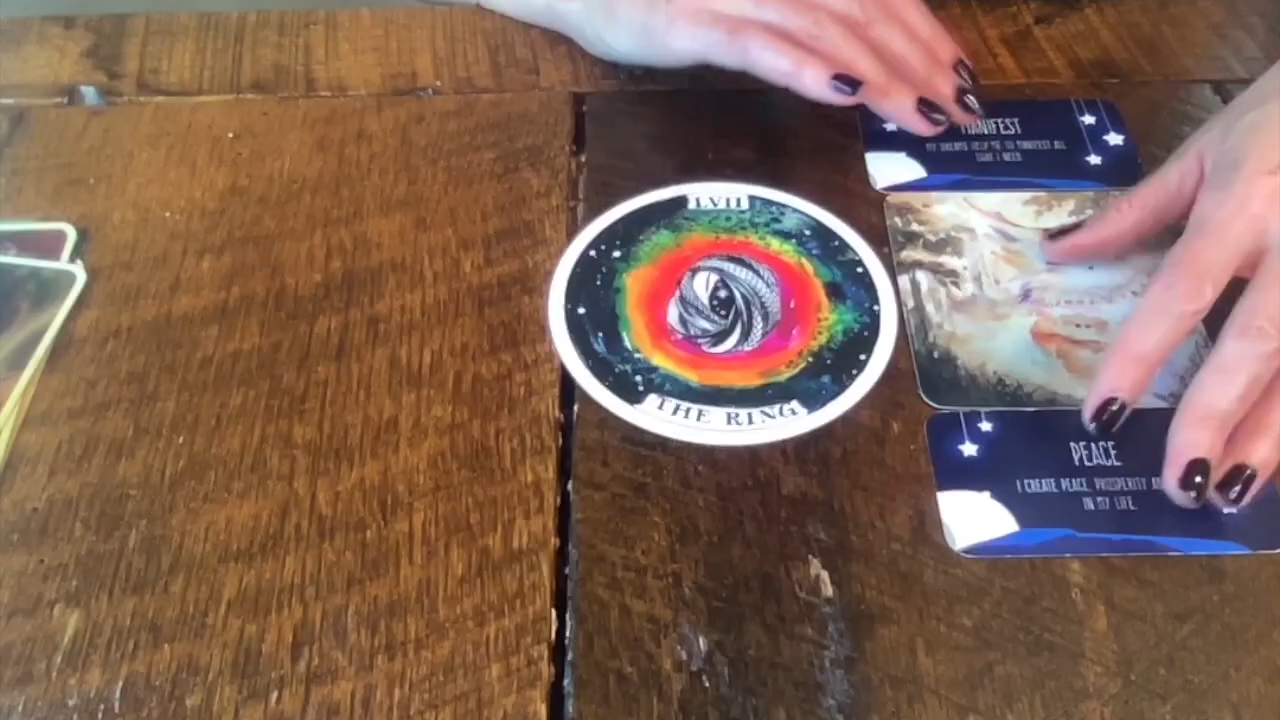 MANIFEST
MY DREAMS HELP ME TO MANIFEST ALL
THAT I NEED.
LVII
THE RING
PEACE
I CREATE PEACE, PROSPERITY
IN MY LIFE.